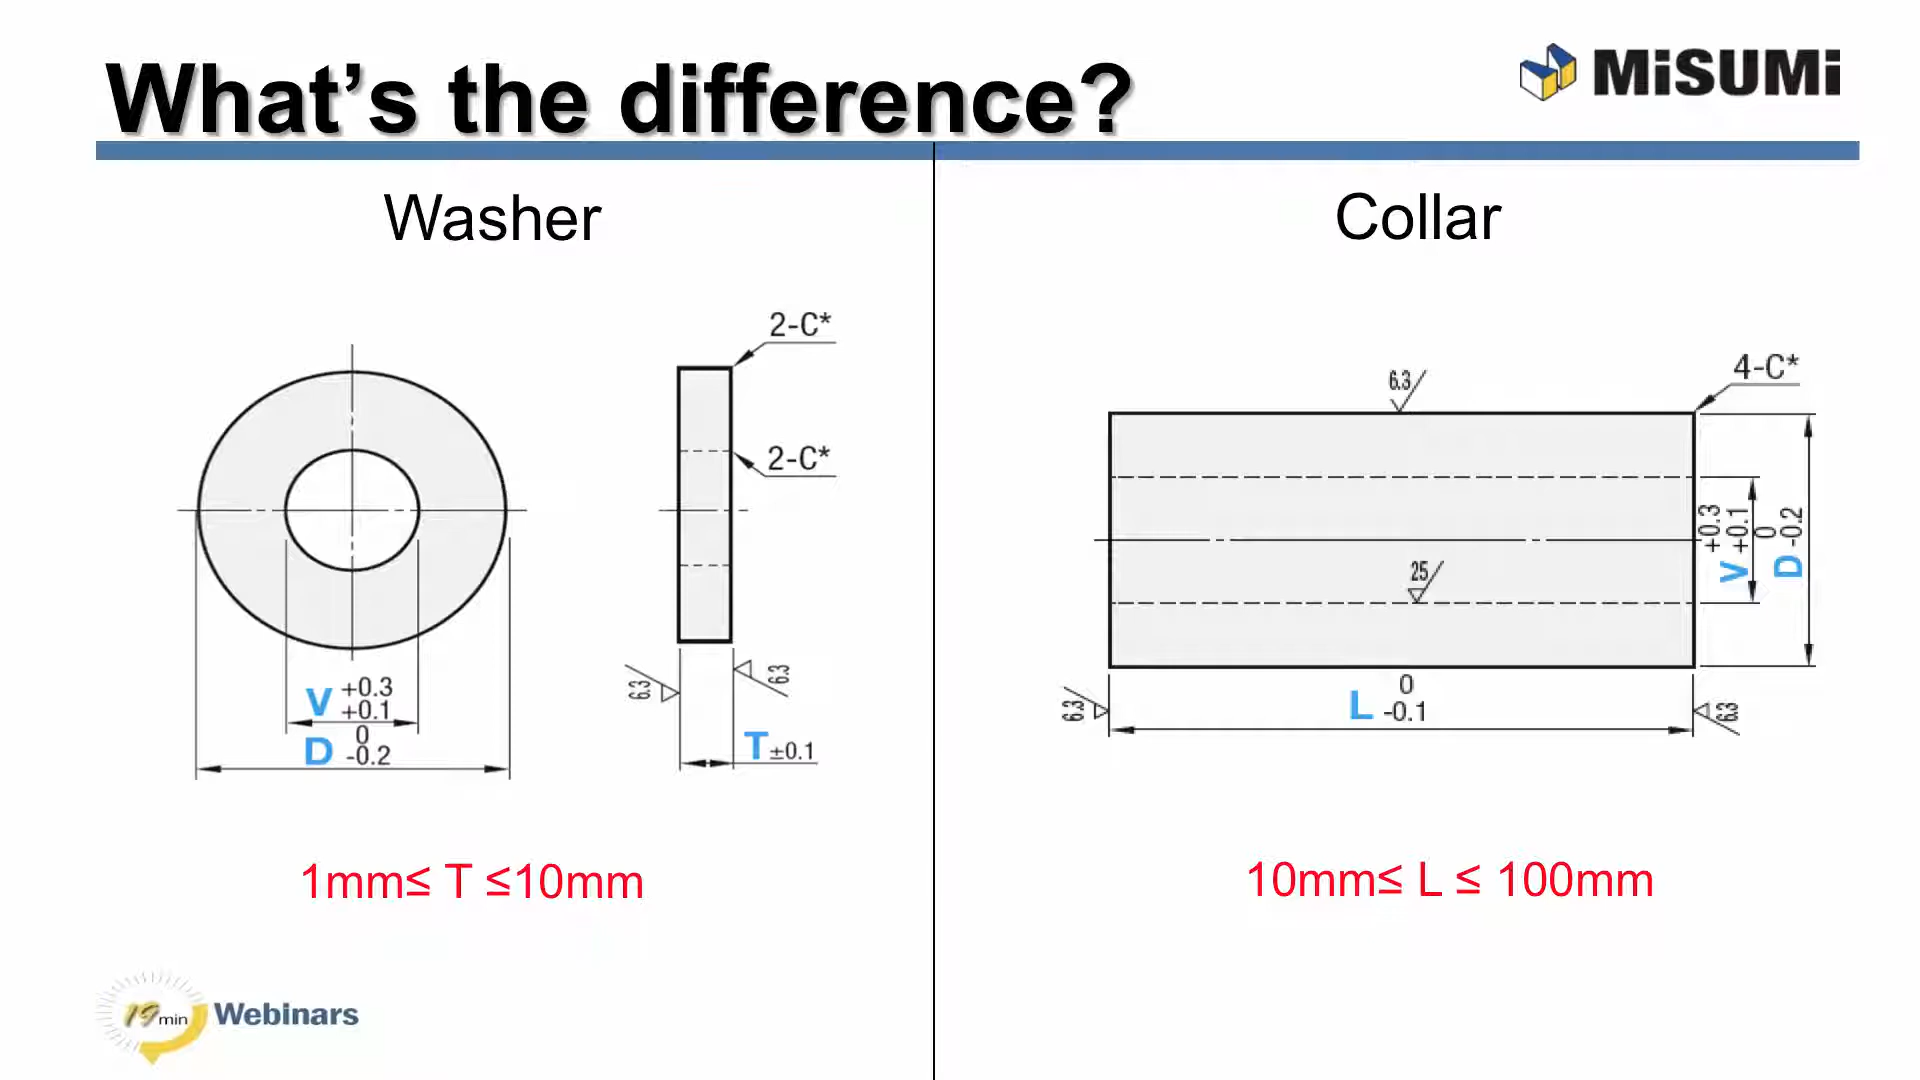 What's the difference?
MiSUMi
Washer
2-C*
2-C*
V +0.3
+0.1
D 0
-0.2
6.3
6.3
T±0.1
1mm≤ T ≤10mm
Collar
6.3
4-C*
25
V +0.3
+0.1
D 0
-0.2
6.3
L 0
-0.1
6.3
10mm≤ L ≤ 100mm
19 min Webinars